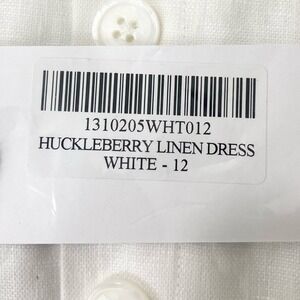 1310205WHT012
HUCKLEBERRY LINEN DRESS
WHITE - 12